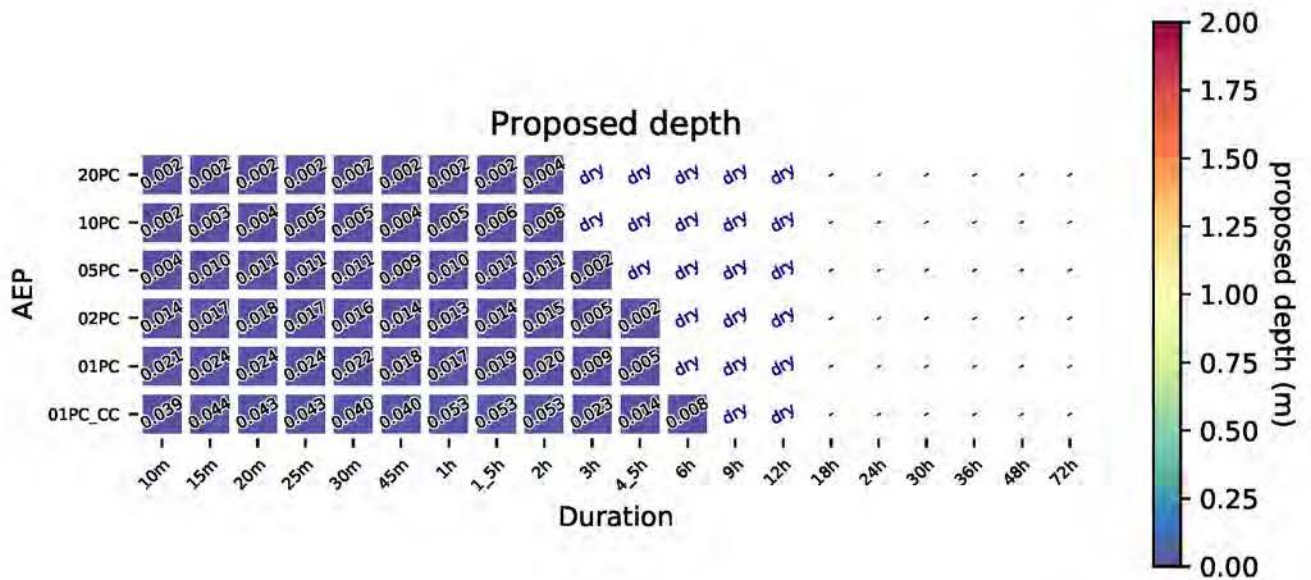 Proposed depth
AEP
20PC 0.002 0.002 0.002 0.002 0.002 0.002 0.002 0.002 0.004 dry dry dry dry dry - - - - - -
10PC 0.002 0.003 0.004 0.005 0.005 0.004 0.005 0.006 0.008 dry dry dry dry dry - - - - - -
05PC 0.004 0.010 0.011 0.011 0.011 0.009 0.010 0.011 0.011 0.002 dry dry dry dry - - - - - -
02PC 0.014 0.017 0.018 0.017 0.016 0.014 0.013 0.014 0.015 0.005 0.002 dry dry dry - - - - - -
01PC 0.021 0.024 0.024 0.024 0.022 0.018 0.017 0.019 0.020 0.009 0.005 dry dry dry - - - - - -
01PC_CC 0.039 0.044 0.043 0.043 0.040 0.040 0.053 0.053 0.053 0.023 0.014 0.008 dry dry - - - - - -
10m 15m 20m 25m 30m 45m 1h 1_5h 2h 3h 4_5h 6h 9h 12h 18h 24h 30h 36h 48h 72h
Duration
2.00
1.75
1.50
1.25
1.00
0.75
0.50
0.25
0.00
proposed depth (m)